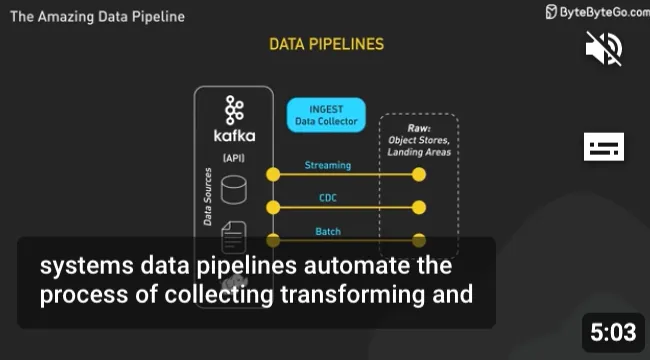 The Amazing Data Pipeline
ByteByteGo.com
DATA PIPELINES
kafka
[API]
Data Sources
INGEST
Data Collector
Raw:
Object Stores,
Landing Areas
Streaming
CDC
Batch
systems data pipelines automate the
process of collecting transforming and
5:03